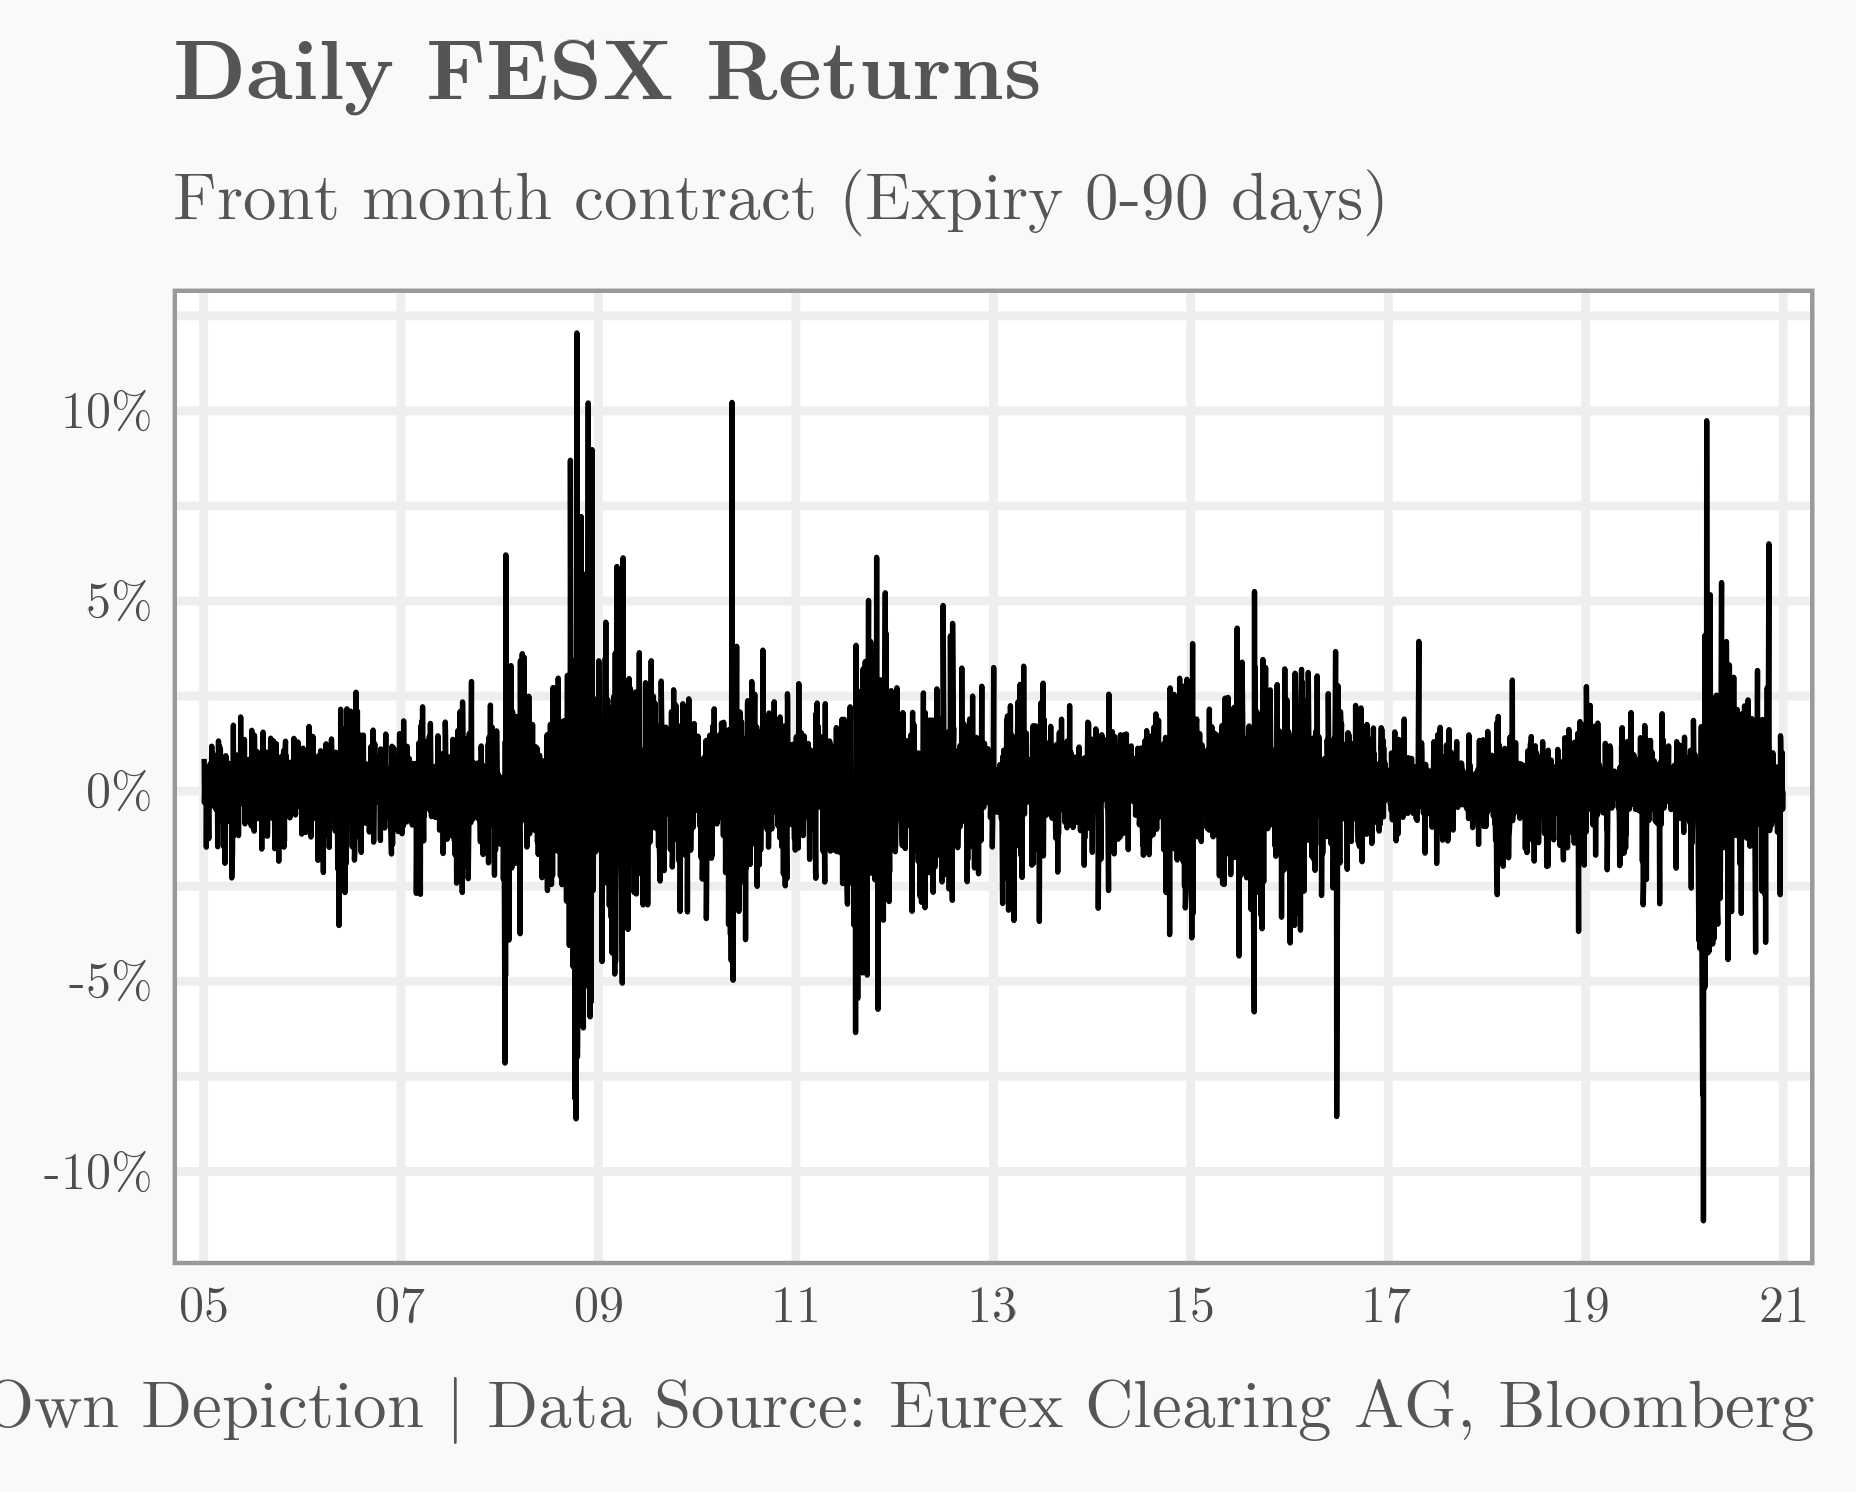 Daily FESX Returns
Front month contract (Expiry 0-90 days)
10%
5%
0%
-5%
-10%
05 07 09 11 13 15 17 19 21
Own Depiction | Data Source: Eurex Clearing AG, Bloomberg